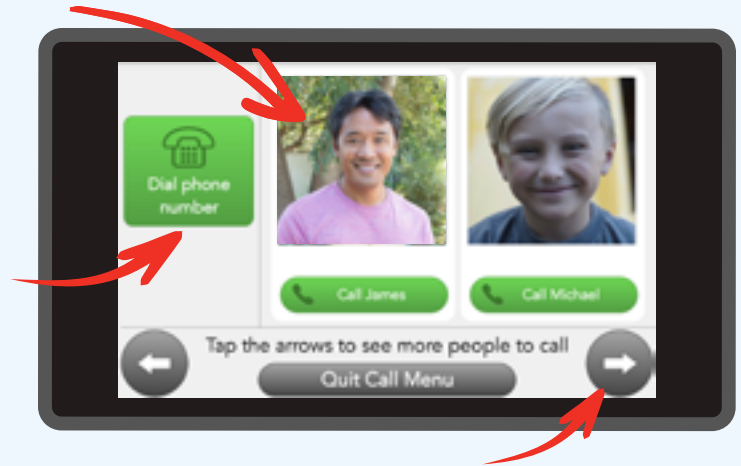 Dial phone
number
Call James
Call Michael
Tap the arrows to see more people to call
Quit Call Menu